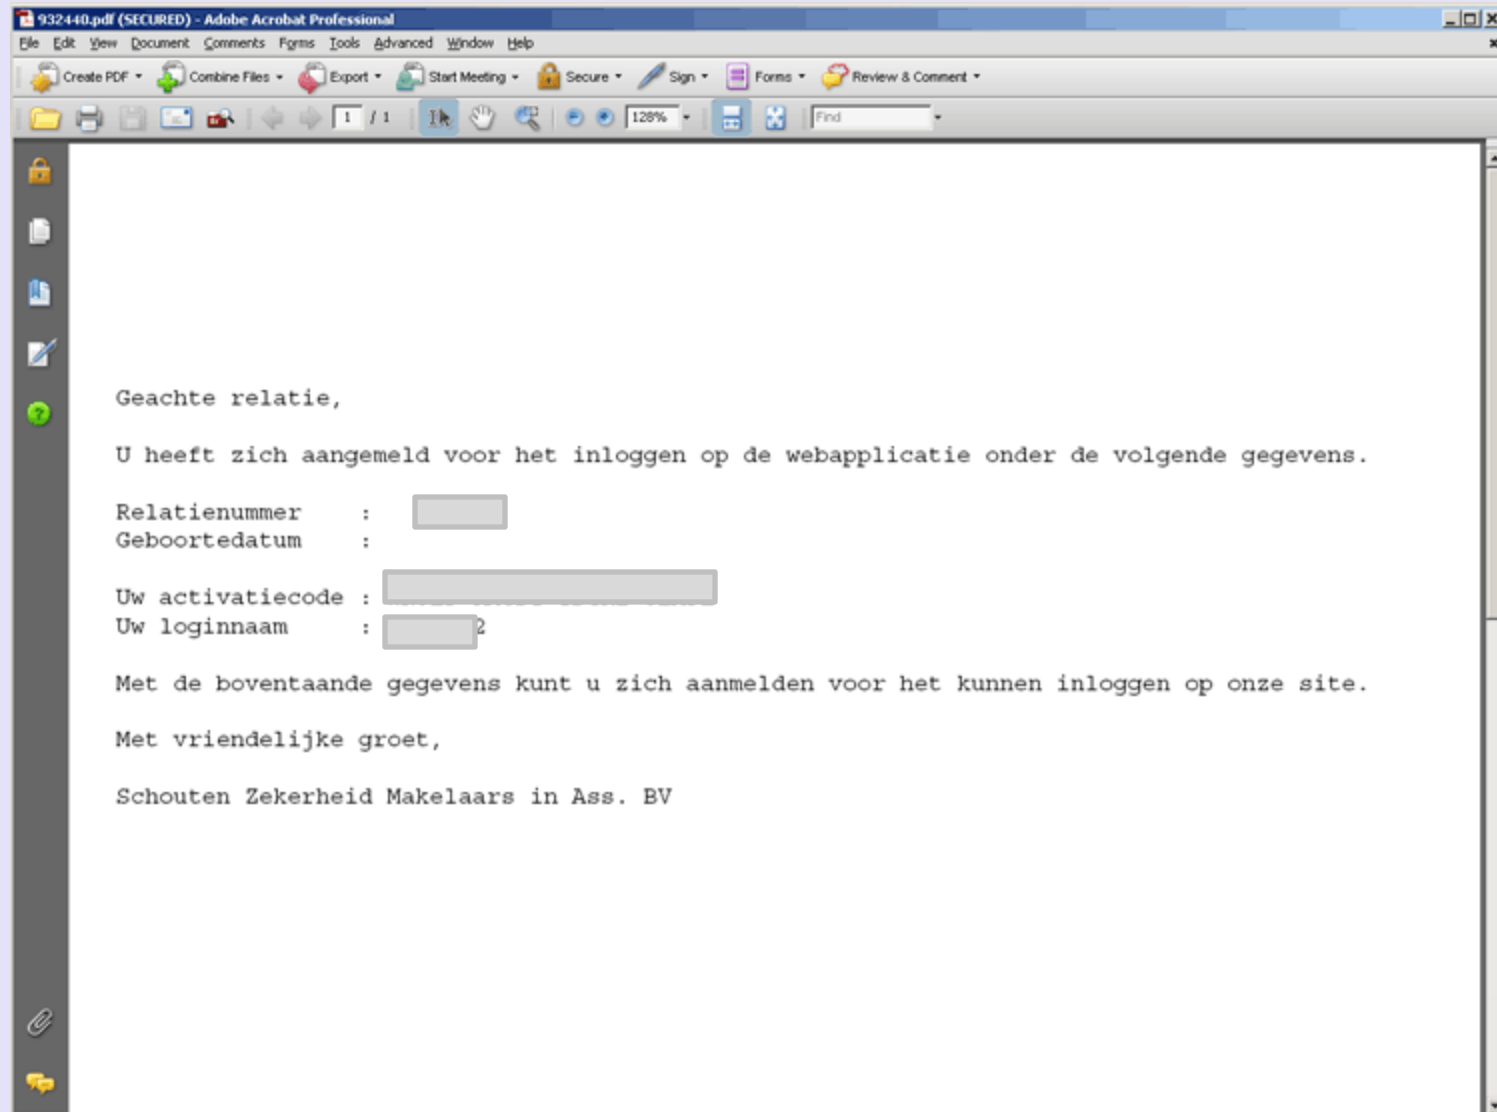 932440.pdf (SECURED) - Adobe Acrobat Professional
File Edit View Document Comments Forms Tools Advanced Window Help
Create PDF Combine Files Export Start Meeting Secure Sign Forms Review & Comment
1 / 1 128% Find
Geachte relatie,
U heeft zich aangemeld voor het inloggen op de webapplicatie onder de volgende gegevens.
Relatienummer :
Geboortedatum :
Uw activatiecode :
Uw loginnaam : 2
Met de boventaande gegevens kunt u zich aanmelden voor het kunnen inloggen op onze site.
Met vriendelijke groet,
Schouten Zekerheid Makelaars in Ass. BV